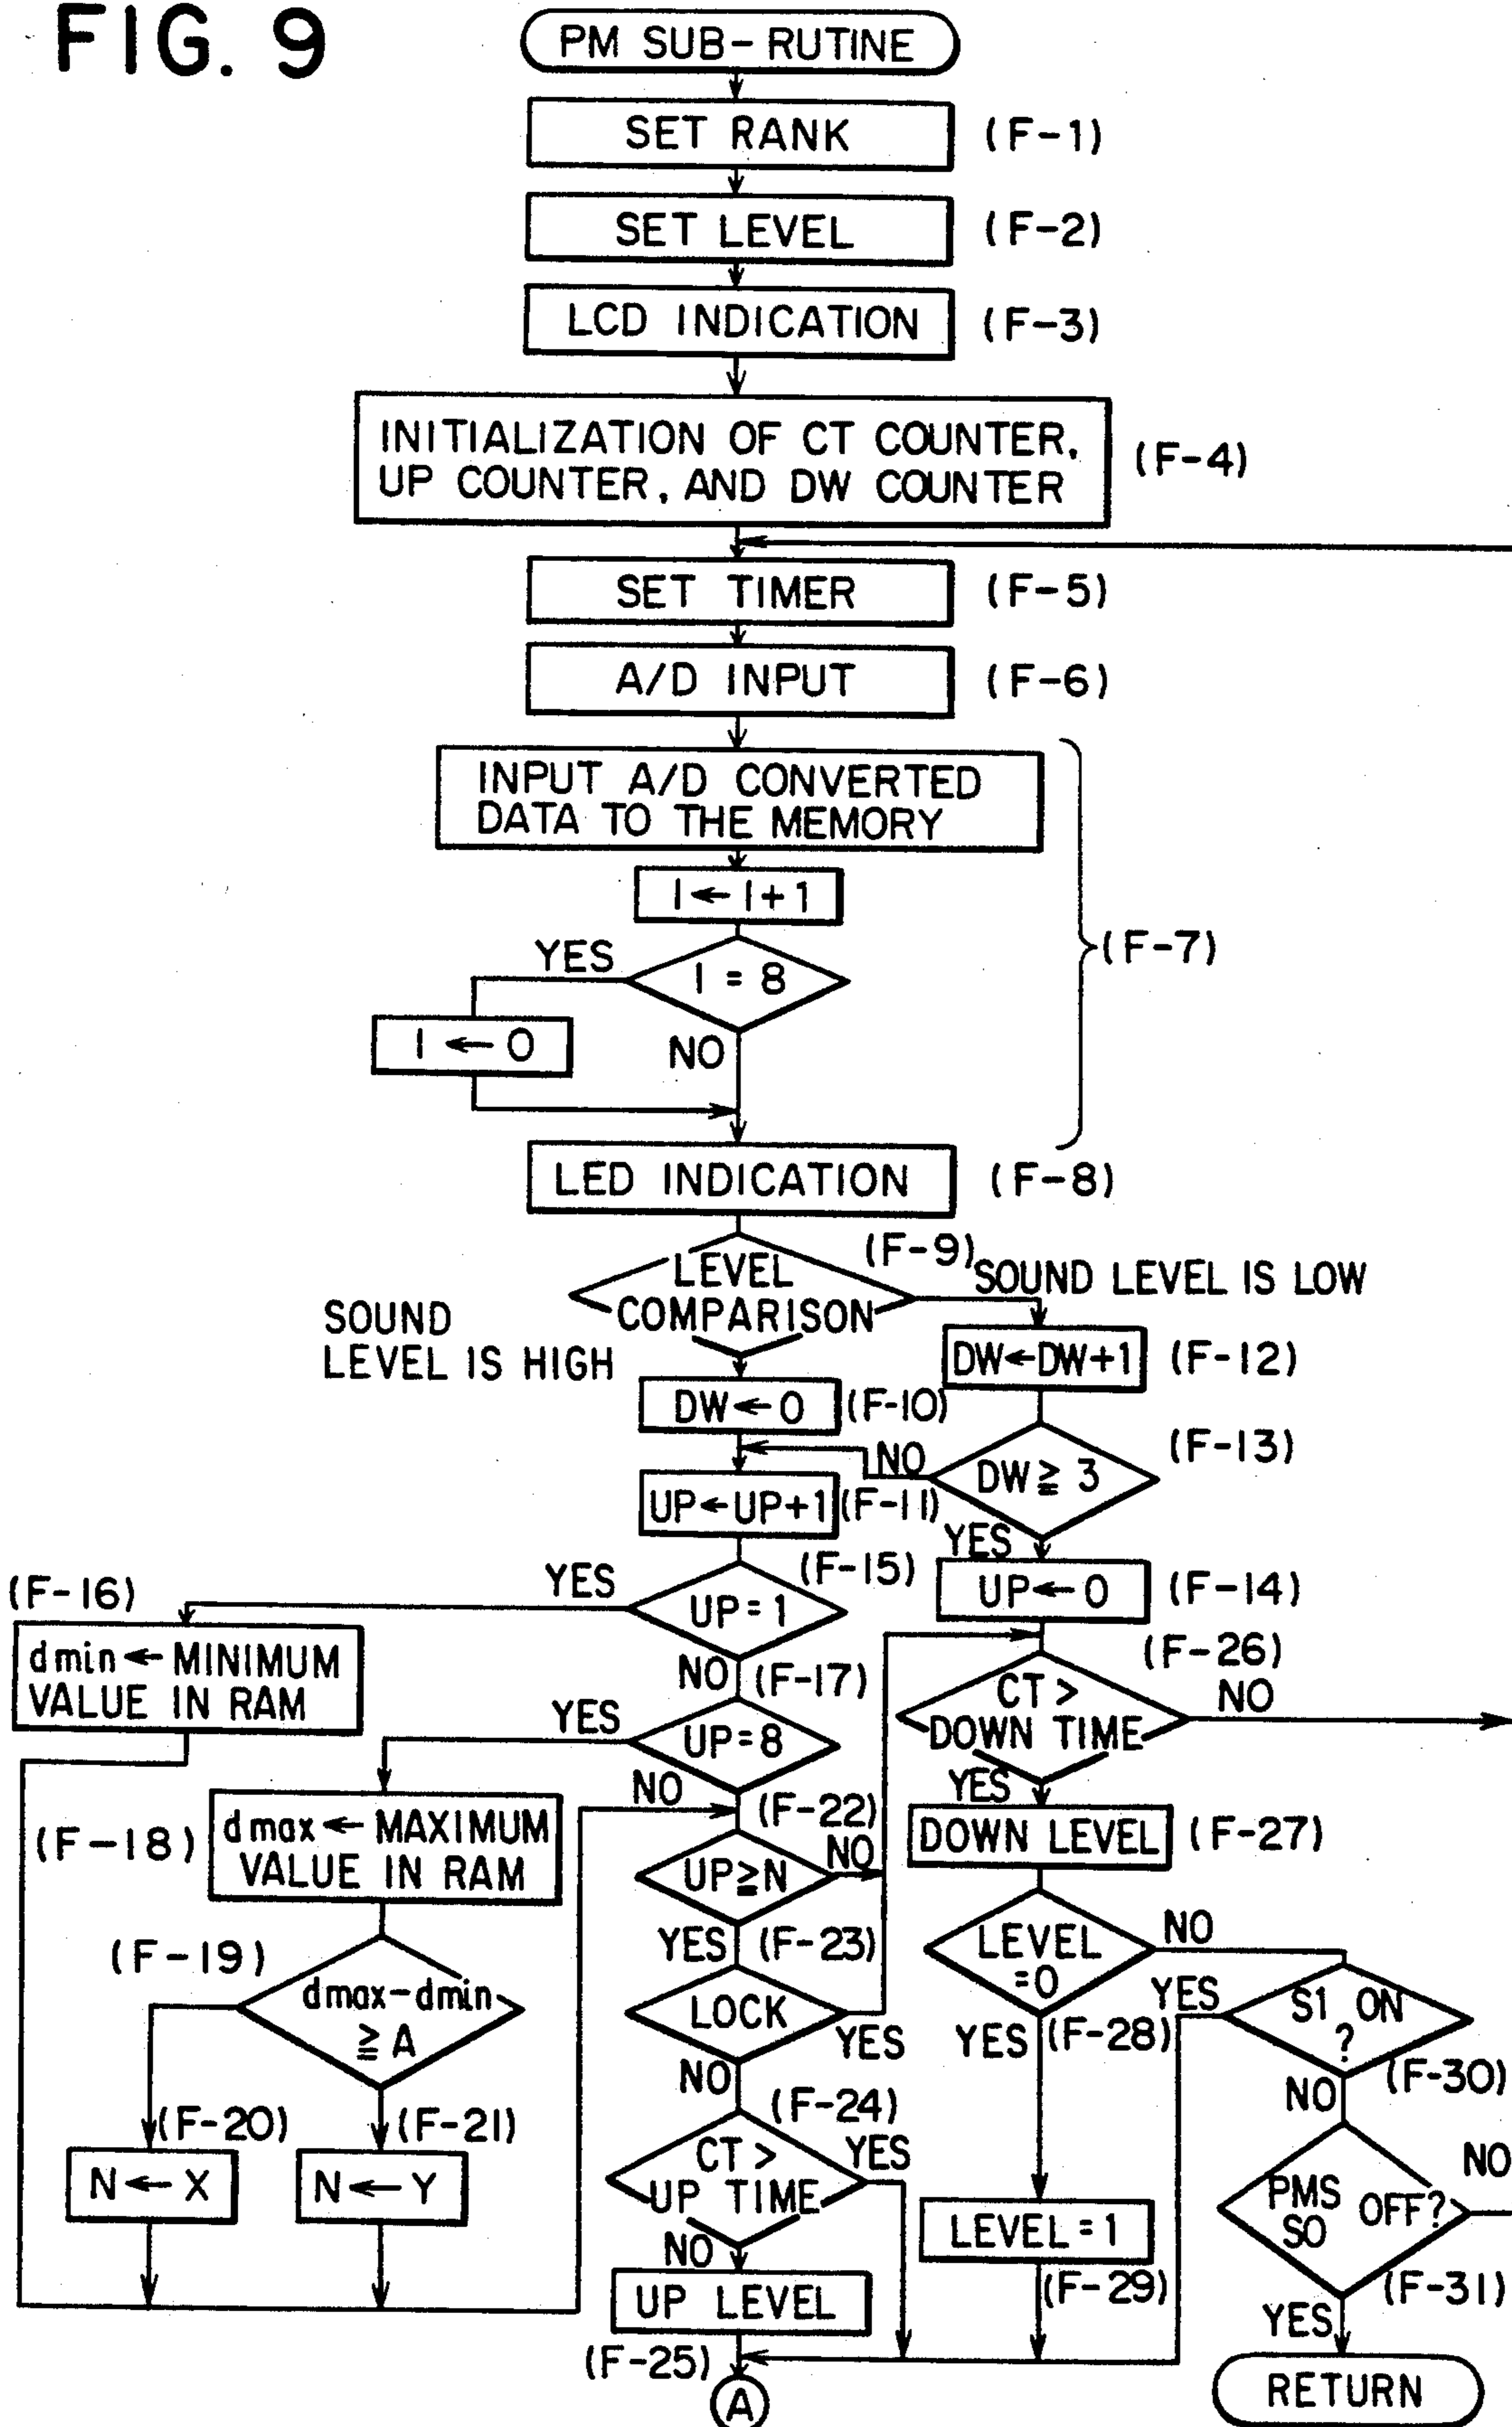 FIG. 9
PM SUB-RUTINE
SET RANK
(F-1)
SET LEVEL
(F-2)
LCD INDICATION
(F-3)
INITIALIZATION OF CT COUNTER,
UP COUNTER, AND DW COUNTER
(F-4)
SET TIMER
(F-5)
A/D INPUT
(F-6)
INPUT A/D CONVERTED
DATA TO THE MEMORY
I ← I+1
(F-7)
YES
I = 8
I ← 0
NO
LED INDICATION
(F-8)
(F-9)
LEVEL
COMPARISON
SOUND LEVEL IS LOW
SOUND
LEVEL IS HIGH
DW←DW+1
(F-12)
DW←0
(F-10)
NO
DW ≧ 3
(F-13)
UP←UP+1
(F-11)
YES
UP←0
(F-14)
(F-15)
YES
UP=1
(F-16)
dmin ← MINIMUM
VALUE IN RAM
NO
(F-17)
(F-26)
CT >
DOWN TIME
NO
YES
UP=8
NO
YES
(F-22)
DOWN LEVEL
(F-27)
(F-18)
dmax ← MAXIMUM
VALUE IN RAM
UP≧N
NO
YES
(F-23)
LEVEL
=0
NO
(F-19)
dmax-dmin
≧ A
LOCK
YES
YES
(F-28)
YES
S1 ON
?
(F-30)
NO
NO
(F-24)
(F-20)
(F-21)
CT >
UP TIME
YES
N ← X
N ← Y
PMS
SO
OFF?
NO
LEVEL = 1
(F-29)
NO
UP LEVEL
(F-25)
(F-31)
YES
A
RETURN